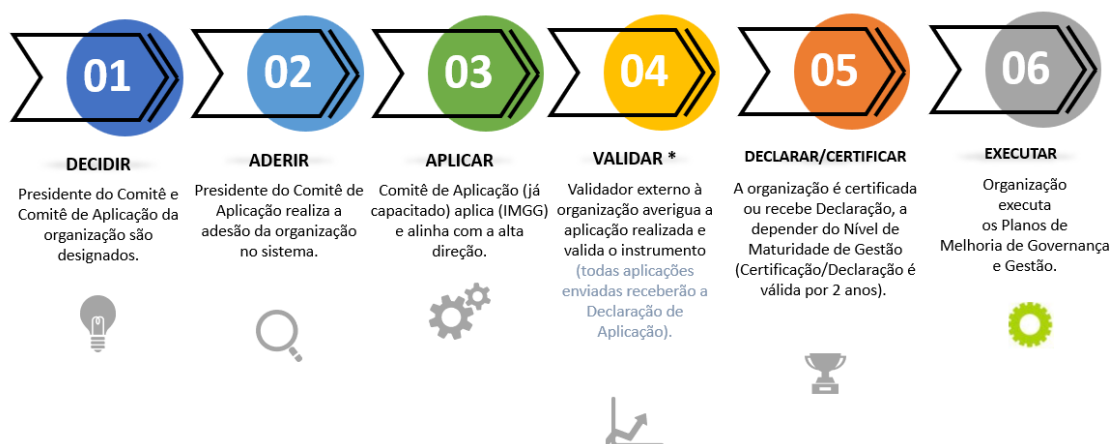 01
DECIDIR
Presidente do Comitê e
Comitê de Aplicação da
organização são
designados.
02
ADERIR
Presidente do Comitê de
Aplicação realiza a
adesão da organização
no sistema.
03
APLICAR
Comitê de Aplicação (já
capacitado) aplica (IMGG)
e alinha com a alta
direção.
04
VALIDAR *
Validador externo à
organização averigua a
aplicação realizada e
valida o instrumento
(todas aplicações
enviadas receberão a
Declaração de
Aplicação).
05
DECLARAR/CERTIFICAR
A organização é certificada
ou recebe Declaração, a
depender do Nível de
Maturidade de Gestão
(Certificação/Declaração é
válida por 2 anos).
06
EXECUTAR
Organização
executa
os Planos de
Melhoria de Governança
e Gestão.